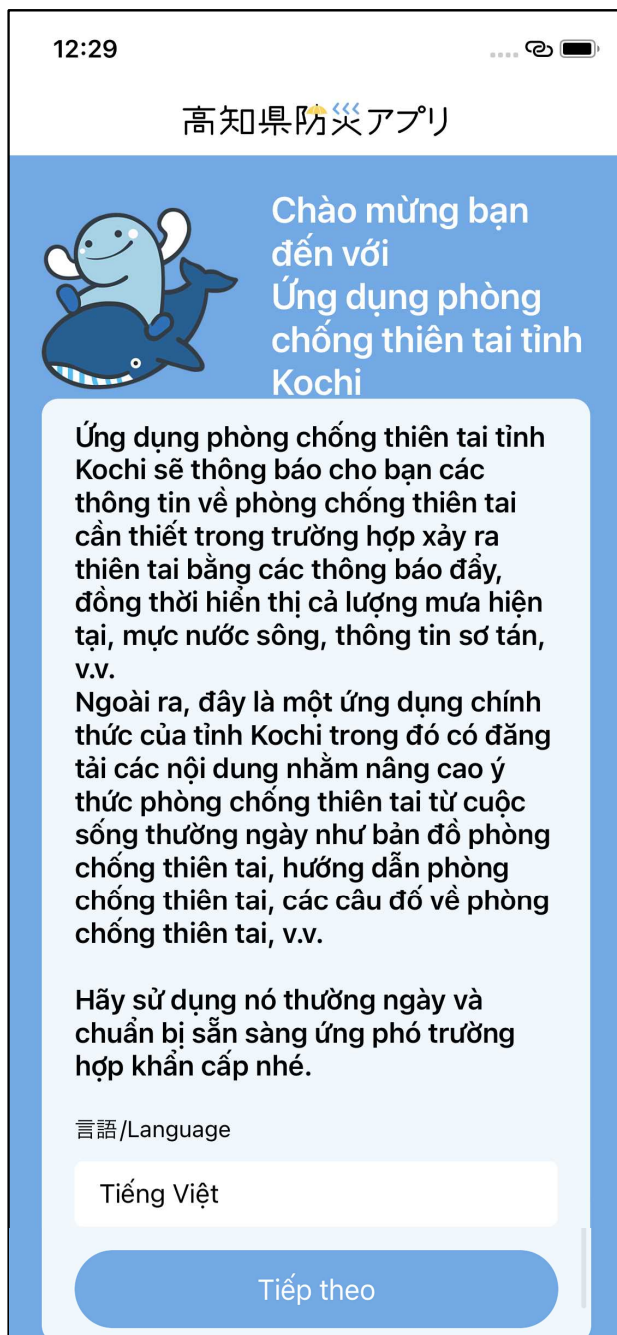 12:29
高知県防災アプリ
Chào mừng bạn
đến với
Ứng dụng phòng
chống thiên tai tỉnh
Kochi
Ứng dụng phòng chống thiên tai tỉnh
Kochi sẽ thông báo cho bạn các
thông tin về phòng chống thiên tai
cần thiết trong trường hợp xảy ra
thiên tai bằng các thông báo đẩy,
đồng thời hiển thị cả lượng mưa hiện
tại, mực nước sông, thông tin sơ tán,
v.v.
Ngoài ra, đây là một ứng dụng chính
thức của tỉnh Kochi trong đó có đăng
tải các nội dung nhằm nâng cao ý
thức phòng chống thiên tai từ cuộc
sống thường ngày như bản đồ phòng
chống thiên tai, hướng dẫn phòng
chống thiên tai, các câu đố về phòng
chống thiên tai, v.v.
Hãy sử dụng nó thường ngày và
chuẩn bị sẵn sàng ứng phó trường
hợp khẩn cấp nhé.
言語/Language
Tiếng Việt
Tiếp theo